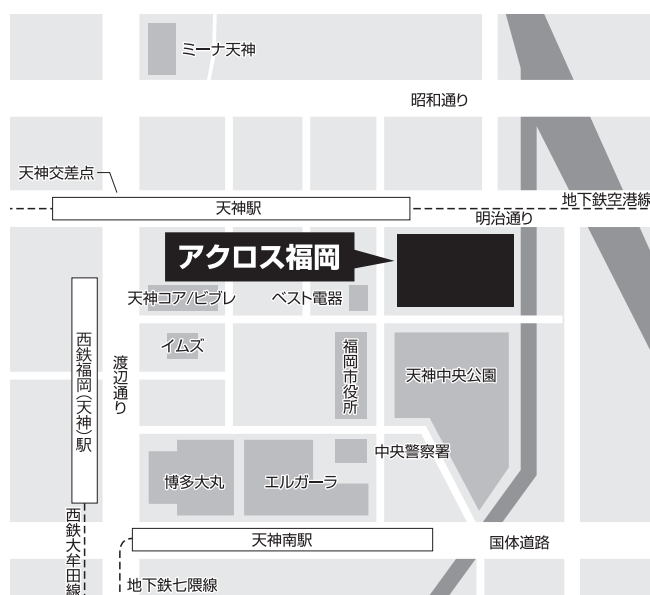 ミーナ天神
昭和通り
天神交差点
天神駅
地下鉄空港線
明治通り
アクロス福岡
天神コア/ビブレ
ベスト電器
イムズ
西鉄福岡(天神)駅
渡辺通り
福岡市役所
天神中央公園
中央警察署
博多大丸
エルガーラ
西鉄大牟田線
天神南駅
国体道路
地下鉄七隈線